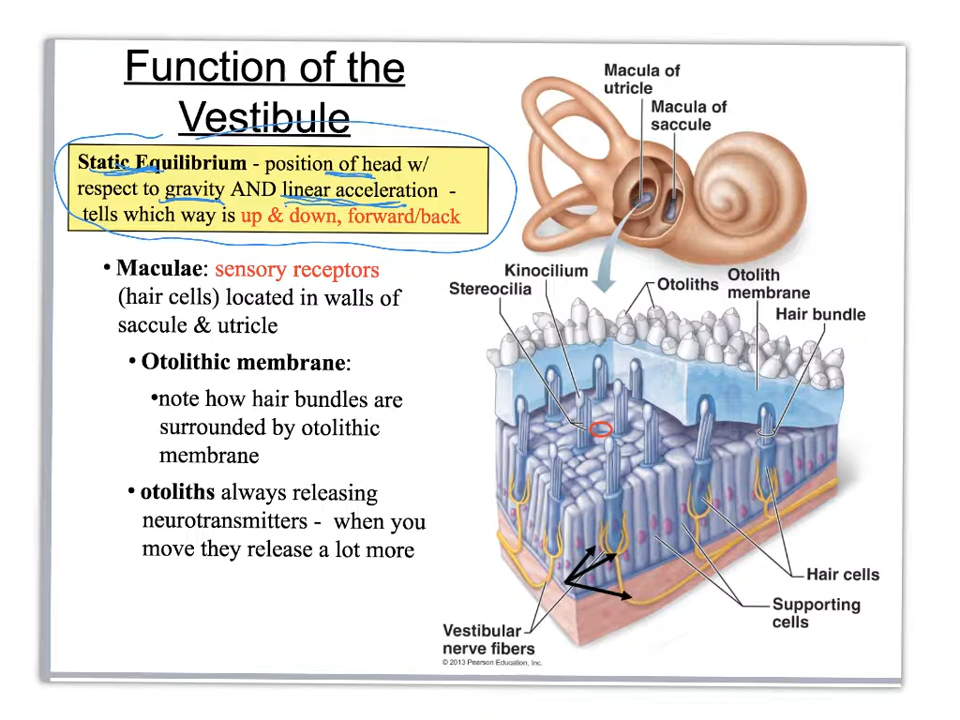 Function of the
Vestibule
Static Equilibrium - position of head w/
respect to gravity AND linear acceleration -
tells which way is up & down, forward/back
• Maculae: sensory receptors
(hair cells) located in walls of
saccule & utricle
• Otolithic membrane:
•note how hair bundles are
surrounded by otolithic
membrane
• otoliths always releasing
neurotransmitters - when you
move they release a lot more
Macula of
utricle
Macula of
saccule
Kinocilium
Stereocilia
Otoliths
Otolith
membrane
Hair bundle
Hair cells
Supporting
cells
Vestibular
nerve fibers
© 2013 Pearson Education, Inc.